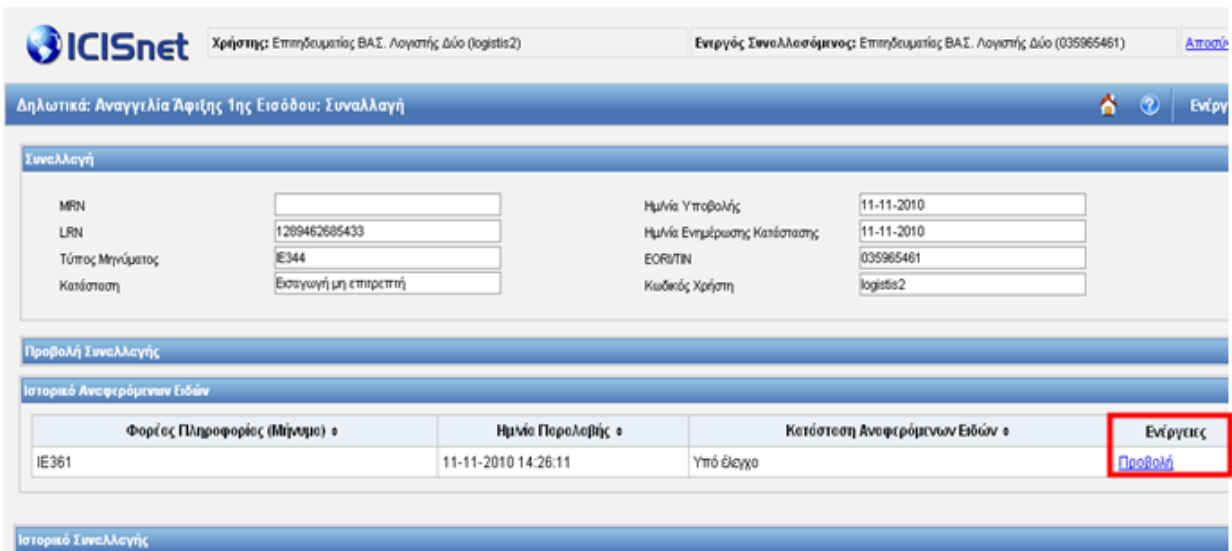 ICISnet
Χρήστης: Επιτηδευματίας ΒΑΣ. Λογιστής Δύο (logistis2)
Ενεργός Συναλλασόμενος: Επιτηδευματίας ΒΑΣ. Λογιστής Δύο (035965461)
Αποσύ
Δηλωτικά: Αναγγελία Άφιξης 1ης Εισόδου: Συναλλαγή
Ενέργ
Συναλλαγή
MRN
Ημ/νία Υποβολής 11-11-2010
LRN 1289462685433
Ημ/νία Ενημέρωσης Κατάστασης 11-11-2010
Τύπος Μηνύματος IE344
EORI/TIN 035965461
Κατάσταση Εισαγωγή μη επιτρεπτή
Κωδικός Χρήστη logistis2
Προβολή Συναλλαγής
Ιστορικό Αναφερόμενων Ειδών
Φορέας Πληροφορίας (Μήνυμα) Ημ/νία Παραλαβής Κατάσταση Αναφερόμενων Ειδών Ενέργειες
IE361 11-11-2010 14:26:11 Υπό έλεγχο Προβολή
Ιστορικό Συναλλαγής